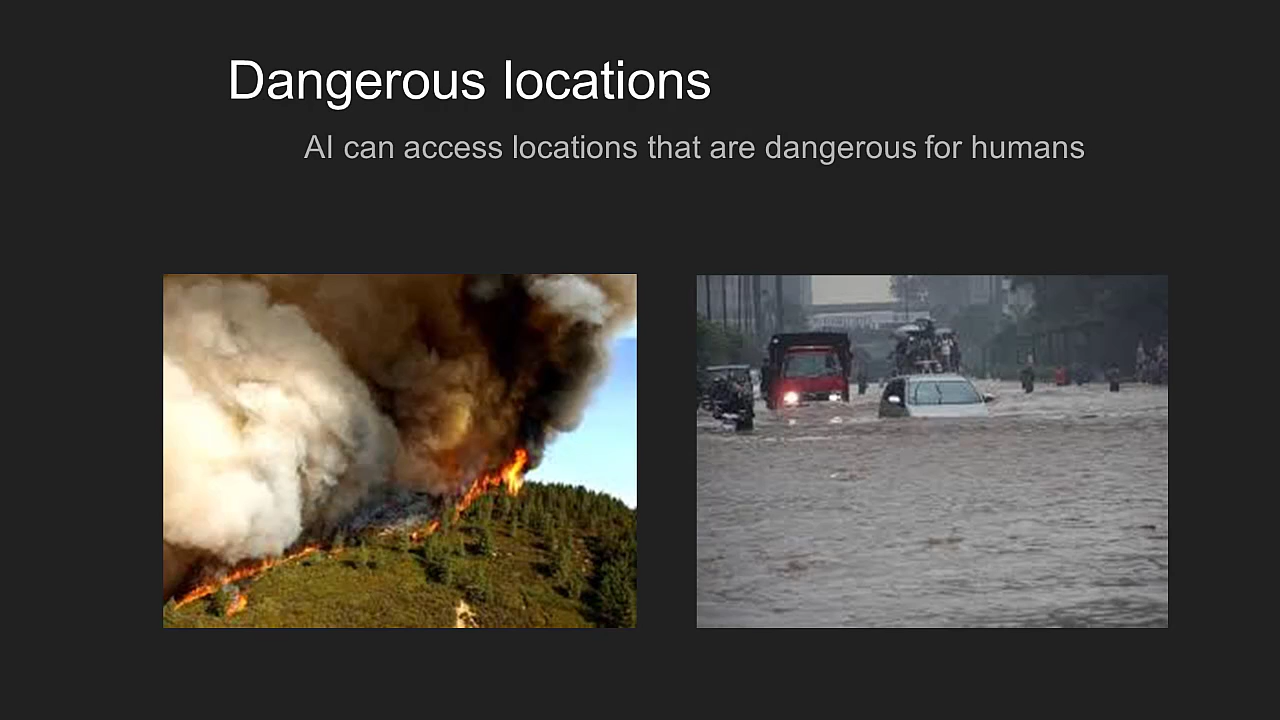 Dangerous locations
AI can access locations that are dangerous for humans